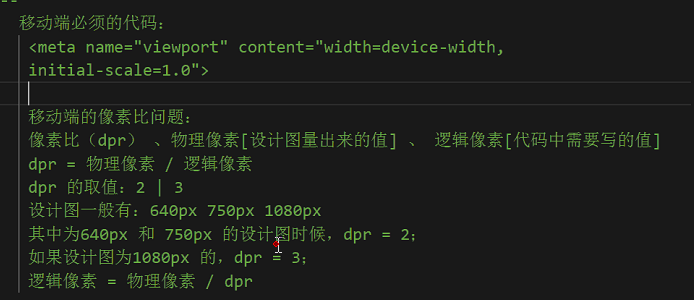 移动端必须的代码：
<meta name="viewport" content="width=device-width,
initial-scale=1.0">
移动端的像素比问题：
像素比（dpr）、物理像素[设计图量出来的值] 、 逻辑像素[代码中需要写的值]
dpr = 物理像素 / 逻辑像素
dpr 的取值：2 | 3
设计图一般有：640px 750px 1080px
其中为640px 和 750px 的设计图时候，dpr = 2；
如果设计图为1080px 的，dpr = 3；
逻辑像素 = 物理像素 / dpr